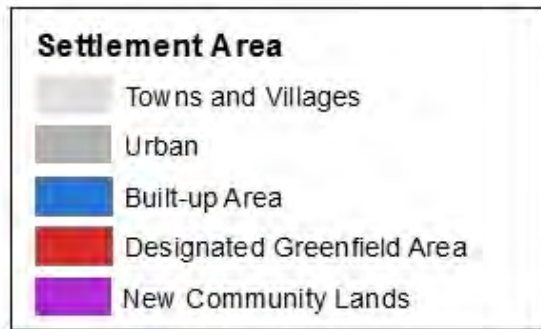 Settlement Area
Towns and Villages
Urban
Built-up Area
Designated Greenfield Area
New Community Lands